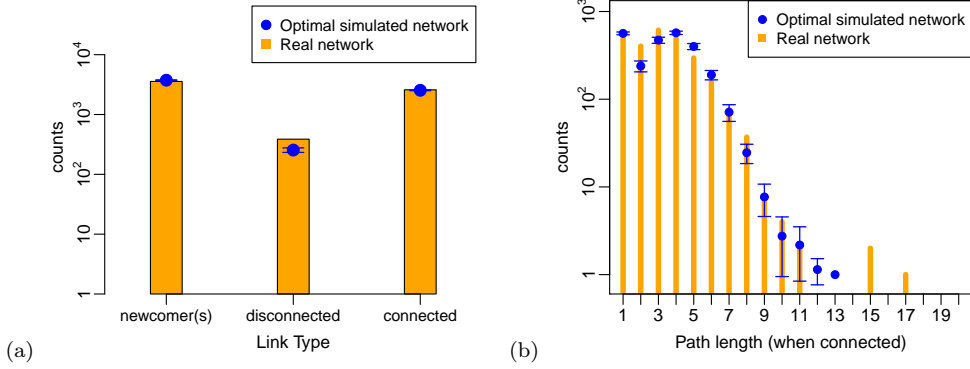 Optimal simulated network
Real network
counts
10^4
10^3
10^2
10
1
newcomer(s) disconnected connected
Link Type
(a)
Optimal simulated network
Real network
counts
10^3
10^2
10
1
1 3 5 7 9 11 13 15 17 19
Path length (when connected)
(b)